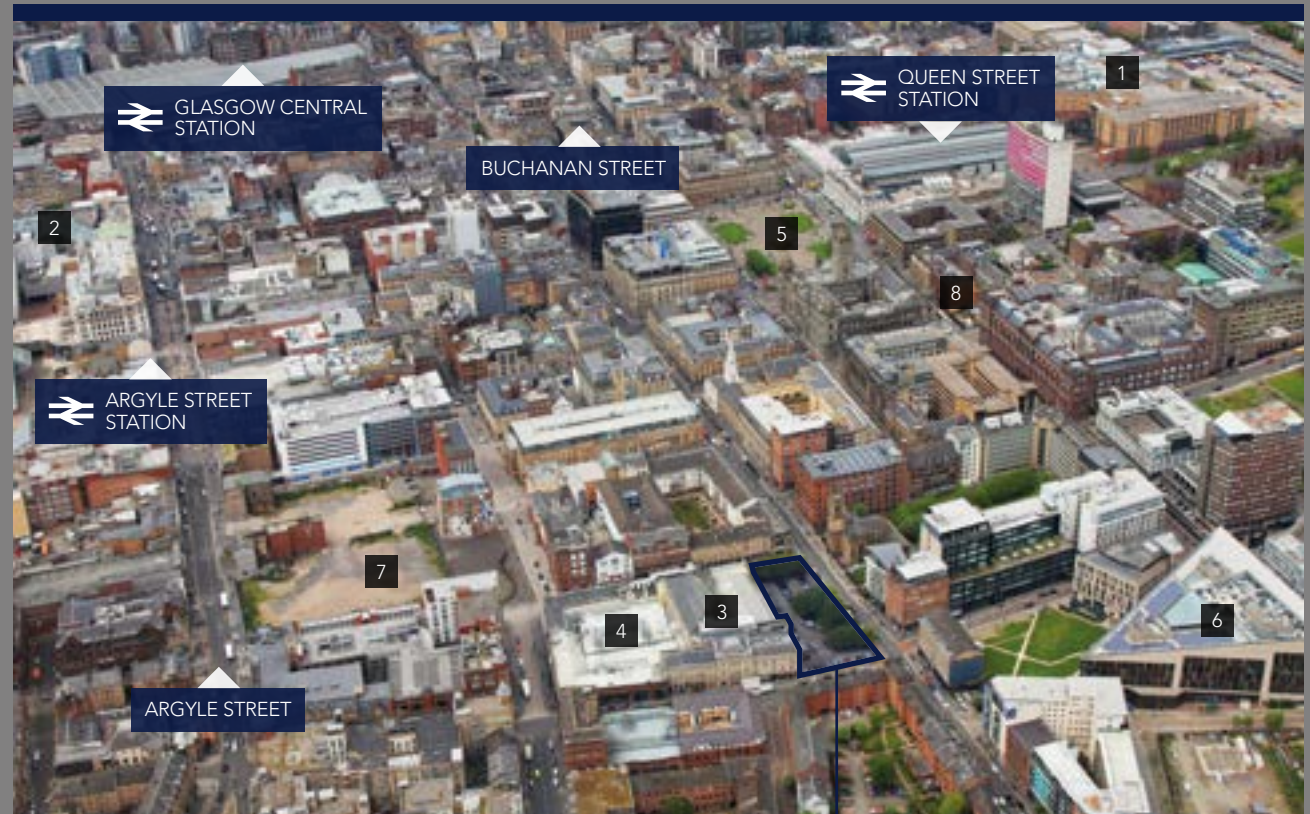 GLASGOW CENTRAL
STATION
QUEEN STREET
STATION
1
BUCHANAN STREET
2
5
8
ARGYLE STREET
STATION
7
3
4
6
ARGYLE STREET